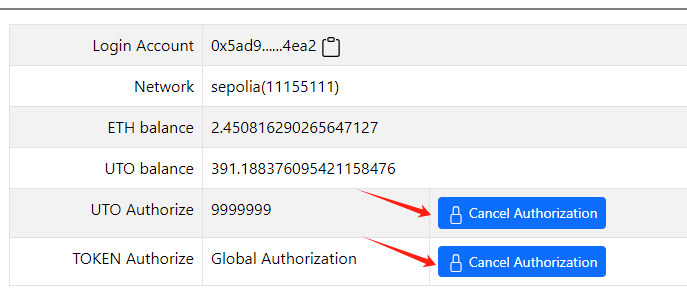 Login Account 0x5ad9......4ea2
Network sepolia(11155111)
ETH balance 2.450816290265647127
UTO balance 391.188376095421158476
UTO Authorize 9999999 Cancel Authorization
TOKEN Authorize Global Authorization Cancel Authorization